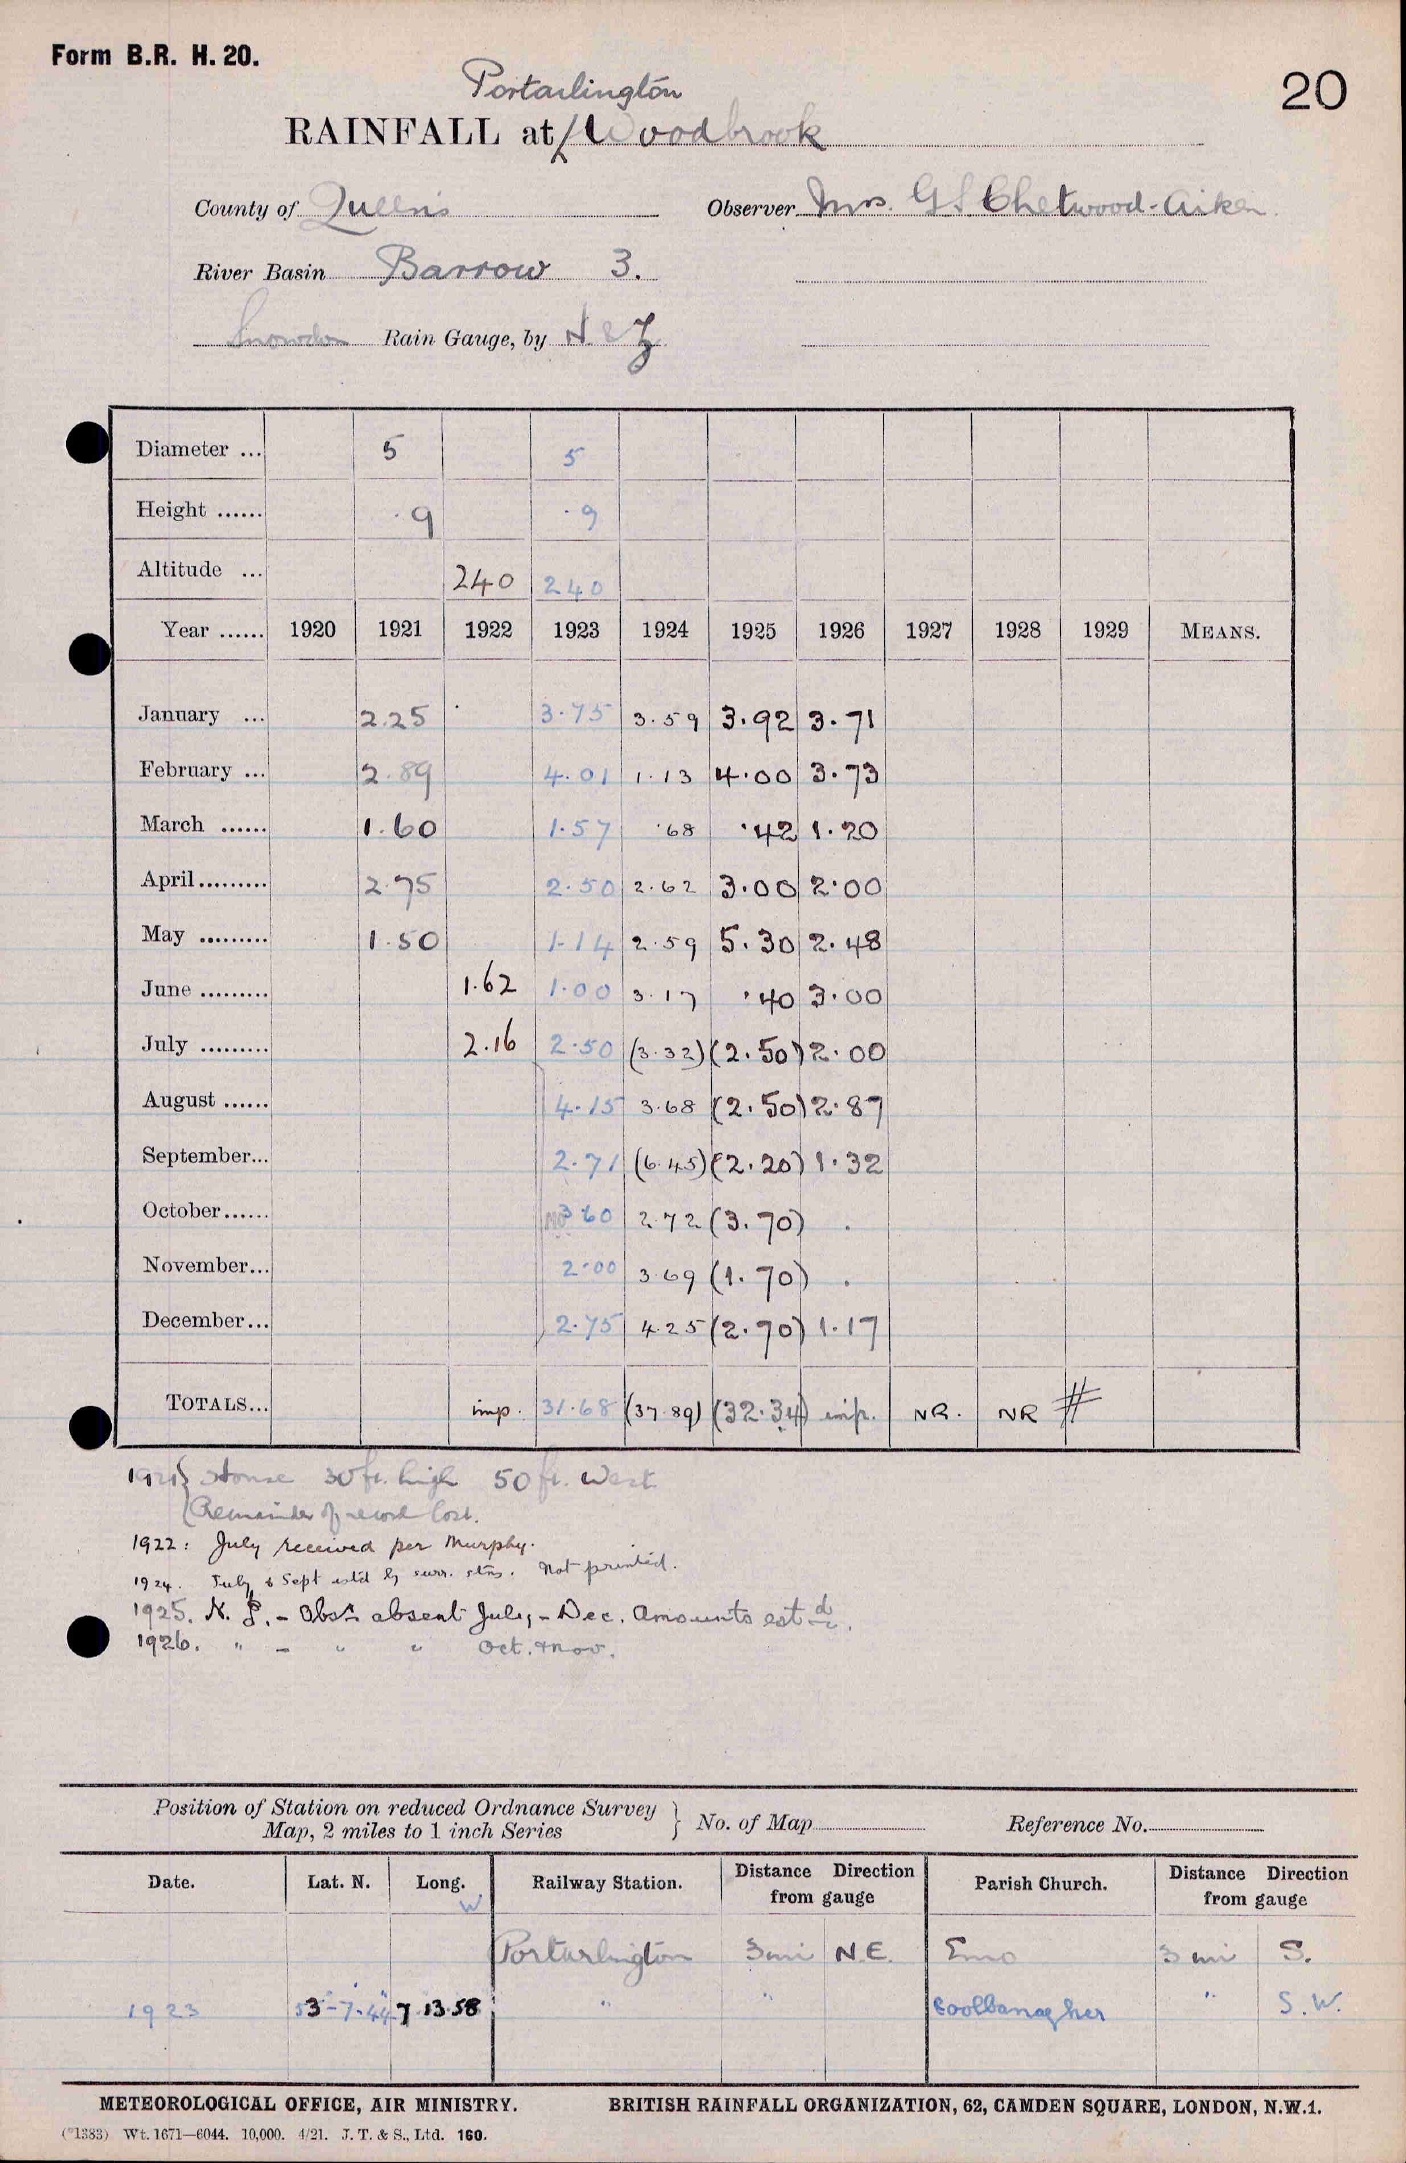 Form B.R. H. 20.
20
Portarlington
RAINFALL at Woodbrook
County of Queens Observer Mrs. G S Chetwood-Aiken
River Basin Barrow 3.
Snowdon Rain Gauge, by N & Z
Diameter ... 5 5
Height ...... .9 .9
Altitude ... 240 240
Year ...... 1920 1921 1922 1923 1924 1925 1926 1927 1928 1929 MEANS.
January ... 2.25 3.75 3.59 3.92 3.71
February ... 2.89 4.01 1.13 4.00 3.73
March ...... 1.60 1.57 .68 .42 1.20
April......... 2.75 2.50 2.62 3.00 2.00
May ......... 1.50 1.14 2.59 5.30 2.48
June ......... 1.62 1.00 3.17 .40 3.00
July ......... 2.16 2.50 (3.32) (2.50) 2.00
August ...... 4.15 3.68 (2.50) 2.87
September... 2.71 (6.45) (2.20) 1.32
October...... 3.60 2.72 (3.70) .
November... 2.00 3.69 (1.70) .
December... 2.75 4.25 (2.70) 1.17
TOTALS... imp. 31.68 (37.89) (32.34) imp. NR. NR #
1921 { House 30 ft. high 50 ft. West
(Remainder of record lost.
1922: July received per Murphy.
1924. July & Sept estd by surr. stns. Not printed.
1925. N. P. - Obsr. absent July - Dec. Amounts estd.
1926. " - " " Oct. & Nov.
Position of Station on reduced Ordnance Survey
Map, 2 miles to 1 inch Series } No. of Map Reference No.
Date. Lat. N. Long. W Railway Station. Distance Direction from gauge Parish Church. Distance Direction from gauge
Portarlington 3 mi N.E. Emo 3 mi S.
1923 53-7-44 7 13 58 " " Coolbanagher " S.W.
METEOROLOGICAL OFFICE, AIR MINISTRY. BRITISH RAINFALL ORGANIZATION, 62, CAMDEN SQUARE, LONDON, N.W.1.
(*1383) Wt. 1671—6044. 10,000. 4/21. J. T. & S., Ltd. 160.